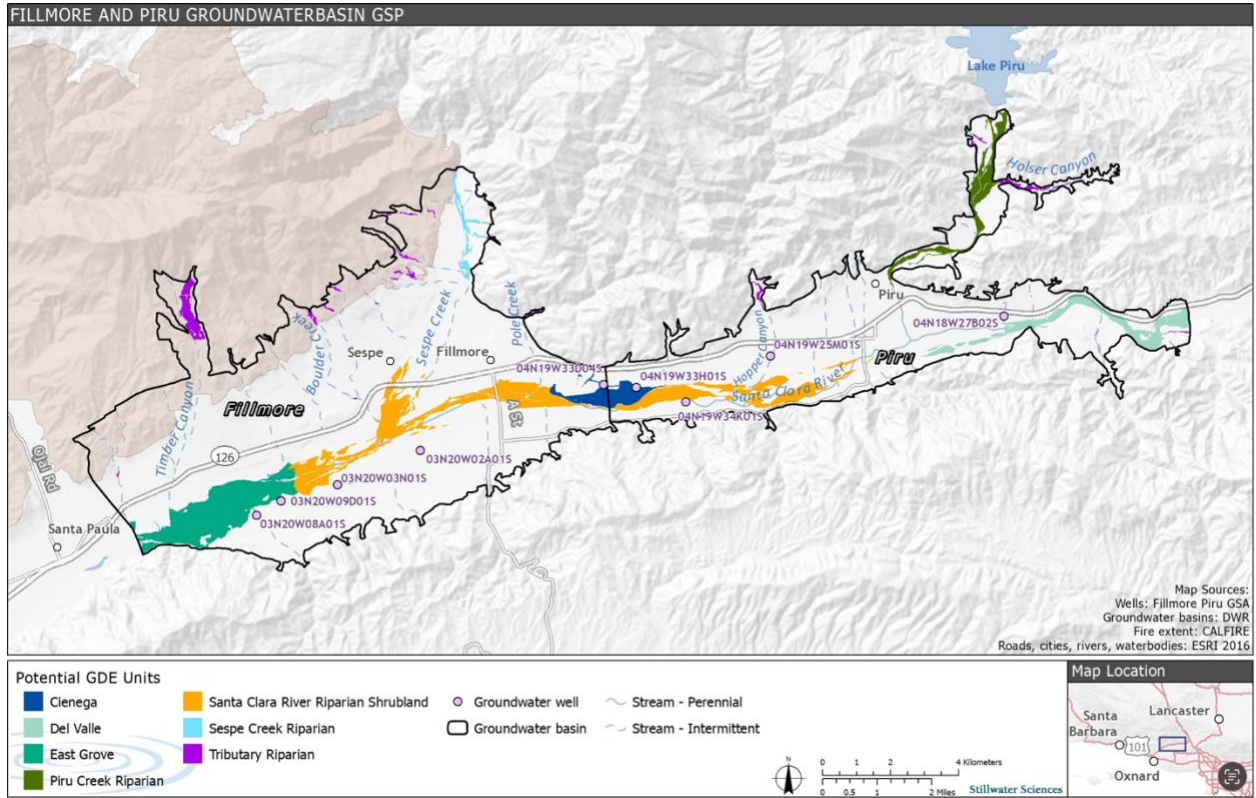 FILLMORE AND PIRU GROUNDWATERBASIN GSP
Lake Piru
Holser Canyon
Piru
04N18W27B02S
Pole Creek
Sespe Creek
Boulder Creek
Sespe
Fillmore
04N19W33D04S
04N19W33H01S
Hopper Canyon
04N19W25M01S
Piru
Santa Clara River
04N19W34K01S
A St
Fillmore
Timber Canyon
126
Ojai Rd
03N20W02A01S
03N20W03N01S
03N20W09D01S
03N20W08A01S
Santa Paula
Map Sources:
Wells: Fillmore Piru GSA
Groundwater basins: DWR
Fire extent: CALFIRE
Roads, cities, rivers, waterbodies: ESRI 2016
Potential GDE Units
Cienega
Del Valle
East Grove
Piru Creek Riparian
Santa Clara River Riparian Shrubland
Sespe Creek Riparian
Tributary Riparian
Groundwater well
Groundwater basin
Stream - Perennial
Stream - Intermittent
N
0 1 2 4 Kilometers
0 0.5 1 2 Miles
Stillwater Sciences
Map Location
Lancaster
Santa
Barbara
101
Oxnard